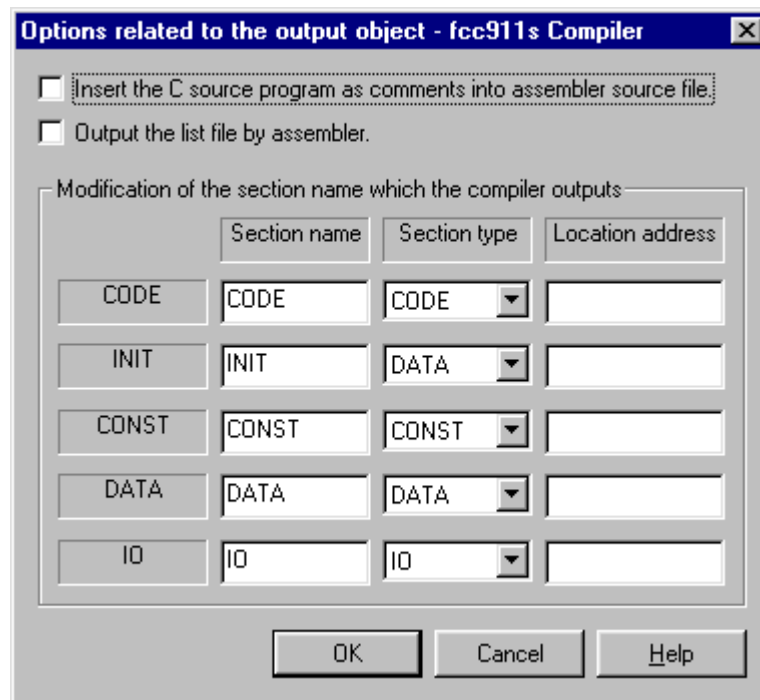 Options related to the output object - fcc911s Compiler
Insert the C source program as comments into assembler source file.
Output the list file by assembler.
Modification of the section name which the compiler outputs
Section name Section type Location address
CODE CODE CODE
INIT INIT DATA
CONST CONST CONST
DATA DATA DATA
IO IO IO
OK Cancel Help